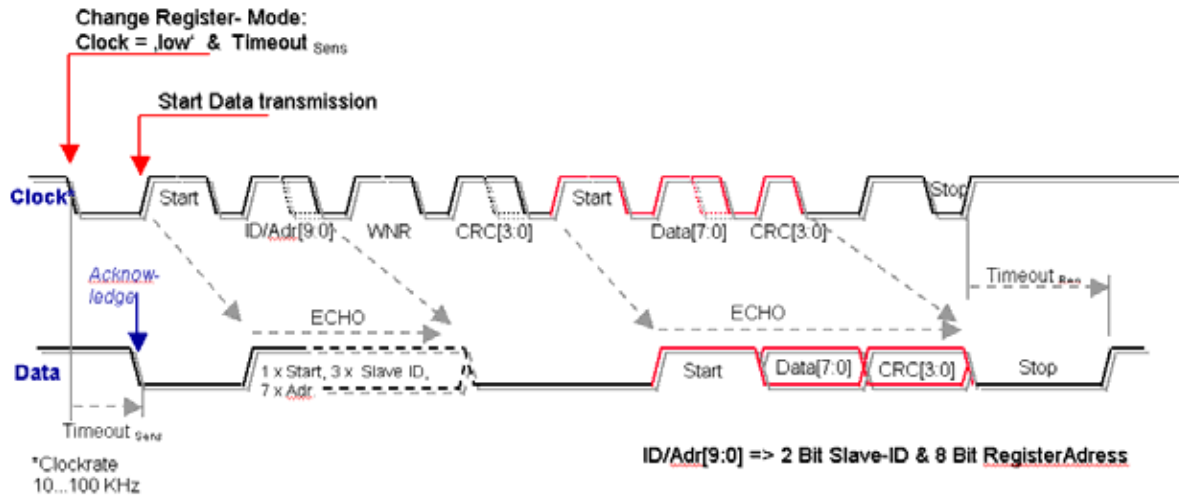 Change Register- Mode:
Clock = ‚low‘ & Timeout Sens
Start Data transmission
Clock*
Start
Start
Stop
ID/Adr[9:0]
WNR
CRC[3:0]
Data[7:0]
CRC[3:0]
Acknow-
ledge
Timeout
ECHO
ECHO
Data
1 x Start, 3 x Slave ID,
7 x Adr.
Start
Data[7:0]
CRC[3:0]
Stop
Timeout Sens
*Clockrate
10...100 KHz
ID/Adr[9:0] => 2 Bit Slave-ID & 8 Bit RegisterAdress